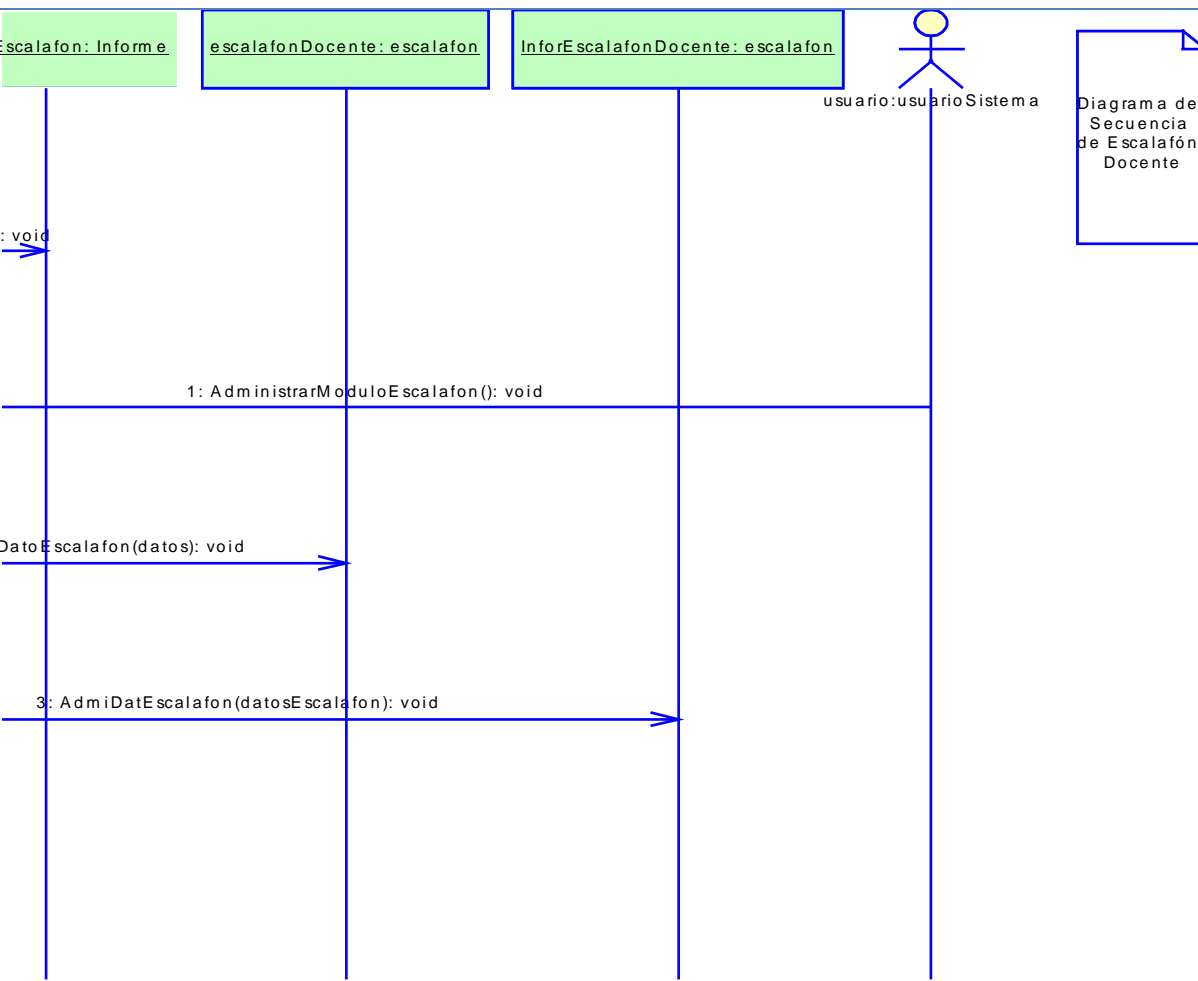 Escalafon: Informe
escalafonDocente: escalafon
InforEscalafonDocente: escalafon
usuario:usuarioSistema
Diagrama de
Secuencia
de Escalafón
Docente
: void
1: AdministrarModuloEscalafon(): void
DatoEscalafon(datos): void
3: AdmiDatEscalafon(datosEscalafon): void